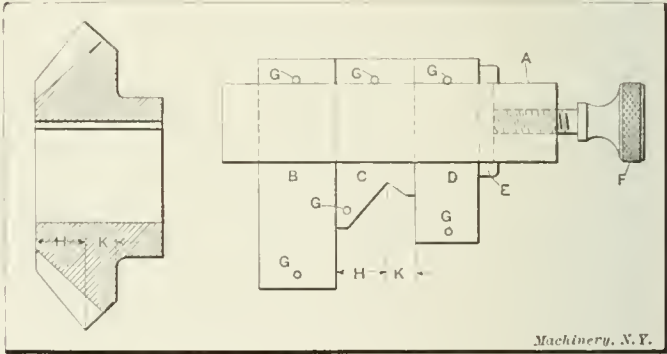 G G G A
B C D E F
G G
H K
G H K
Machinery, N.Y.